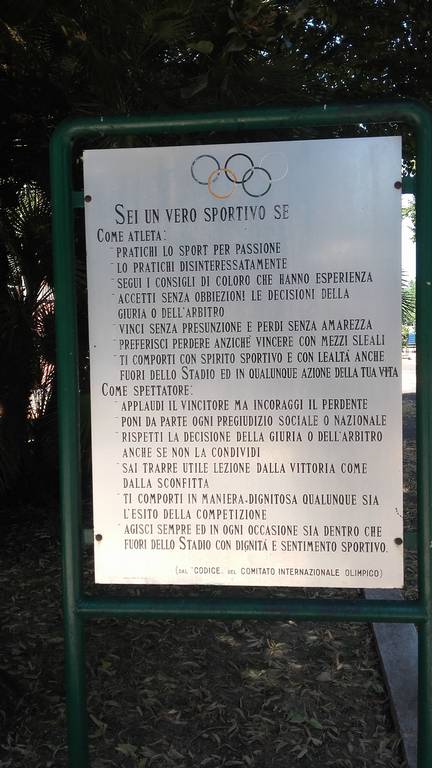 SEI UN VERO SPORTIVO SE
COME ATLETA:
- PRATICHI LO SPORT PER PASSIONE
- LO PRATICHI DISINTERESSATAMENTE
- SEGUI I CONSIGLI DI COLORO CHE HANNO ESPERIENZA
- ACCETTI SENZA OBBIEZIONI LE DECISIONI DELLA
GIURIA O DELL'ARBITRO
- VINCI SENZA PRESUNZIONE E PERDI SENZA AMAREZZA
- PREFERISCI PERDERE ANZICHÉ VINCERE CON MEZZI SLEALI
- TI COMPORTI CON SPIRITO SPORTIVO E CON LEALTÁ ANCHE
FUORI DELLO STADIO ED IN QUALUNQUE AZIONE DELLA TUA VITA
COME SPETTATORE:
- APPLAUDI IL VINCITORE MA INCORAGGI IL PERDENTE
- PONI DA PARTE OGNI PREGIUDIZIO SOCIALE O NAZIONALE
- RISPETTI LA DECISIONE DELLA GIURIA O DELL'ARBITRO
ANCHE SE NON LA CONDIVIDI
- SAI TRARRE UTILE LEZIONE DALLA VITTORIA COME
DALLA SCONFITTA
- TI COMPORTI IN MANIERA DIGNITOSA QUALUNQUE SIA
L'ESITO DELLA COMPETIZIONE
- AGISCI SEMPRE ED IN OGNI OCCASIONE SIA DENTRO CHE
FUORI DELLO STADIO CON DIGNITÁ E SENTIMENTO SPORTIVO.
(DAL "CODICE" DEL COMITATO INTERNAZIONALE OLIMPICO)